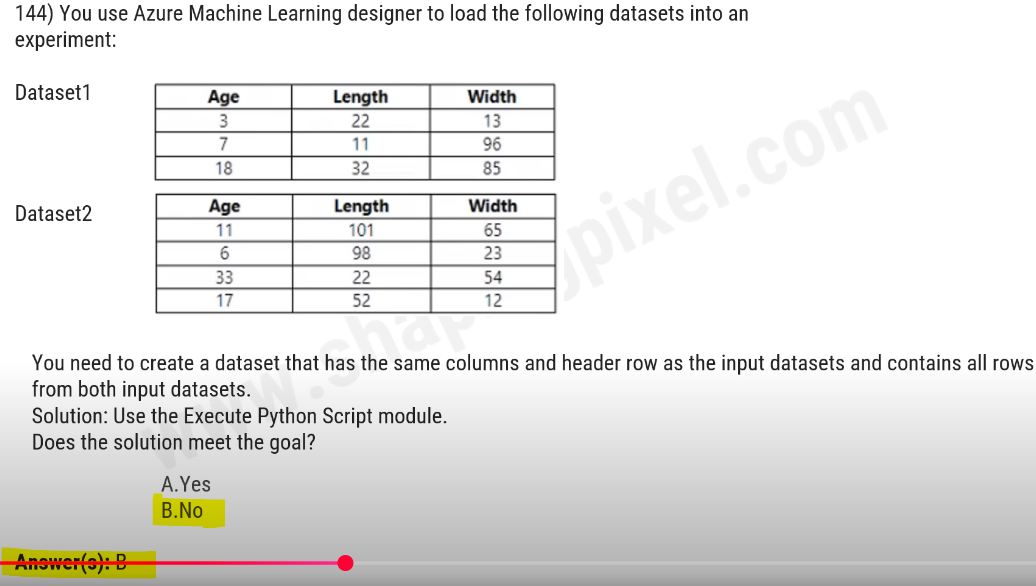 144) You use Azure Machine Learning designer to load the following datasets into an
experiment:
Dataset1
Age Length Width
3 22 13
7 11 96
18 32 85
Dataset2
Age Length Width
11 101 65
6 98 23
33 22 54
17 52 12
You need to create a dataset that has the same columns and header row as the input datasets and contains all rows
from both input datasets.
Solution: Use the Execute Python Script module.
Does the solution meet the goal?
A.Yes
B.No
Answer(s): B